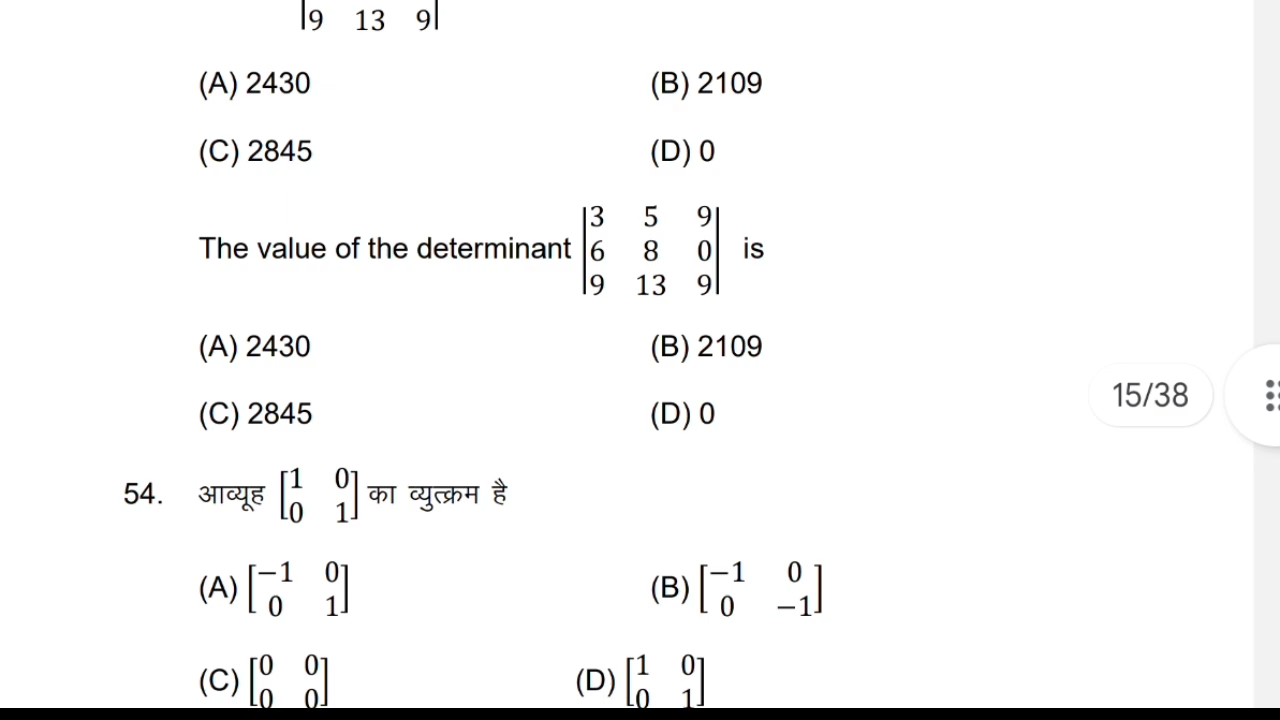 |9 13 9|
(A) 2430 (B) 2109
(C) 2845 (D) 0
|3 5 9|
The value of the determinant |6 8 0| is
|9 13 9|
(A) 2430 (B) 2109
15/38
(C) 2845 (D) 0
54. आव्यूह [1 0
0 1] का व्युत्क्रम है
(A) [−1 0
0 1] (B) [−1 0
0 −1]
(C) [0 0
0 0] (D) [1 0
0 1]